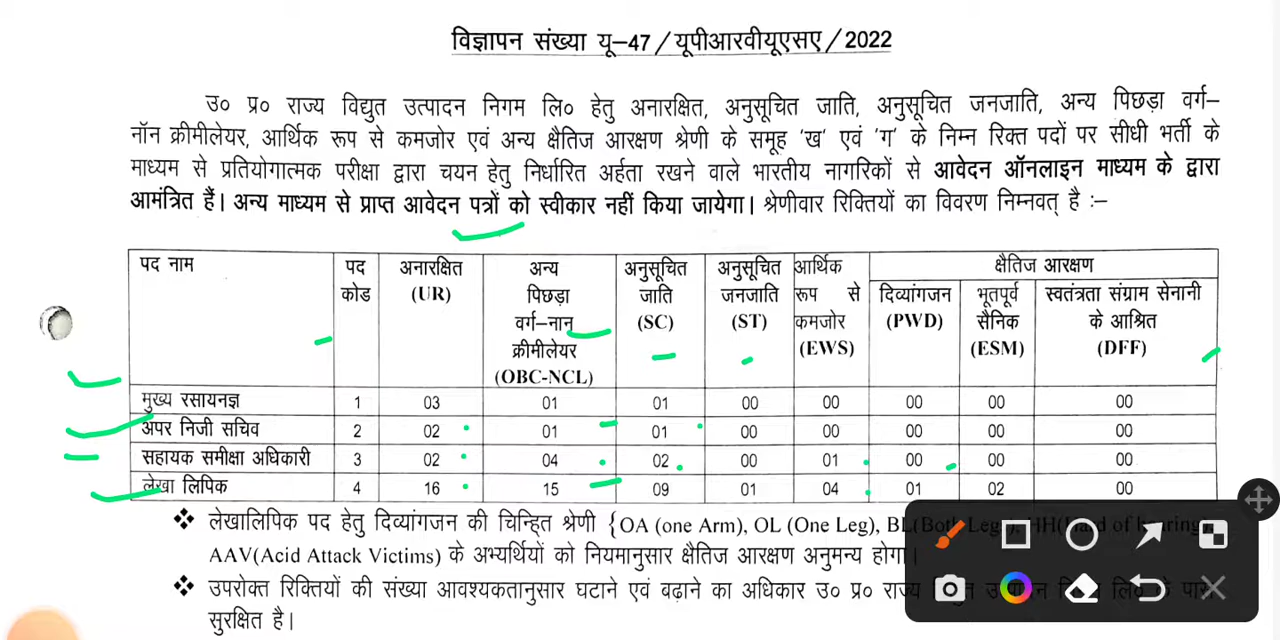 विज्ञापन संख्या यू–47/यूपीआरवीयूएसए/2022
उ० प्र० राज्य विद्युत उत्पादन निगम लि० हेतु अनारक्षित, अनुसूचित जाति, अनुसूचित जनजाति, अन्य पिछड़ा वर्ग–
नॉन क्रीमीलेयर, आर्थिक रूप से कमजोर एवं अन्य क्षैतिज आरक्षण श्रेणी के समूह ‘ख’ एवं ‘ग’ के निम्न रिक्त पदों पर सीधी भर्ती के
माध्यम से प्रतियोगात्मक परीक्षा द्वारा चयन हेतु निर्धारित अर्हता रखने वाले भारतीय नागरिकों से आवेदन ऑनलाइन माध्यम के द्वारा
आमंत्रित हैं। अन्य माध्यम से प्राप्त आवेदन पत्रों को स्वीकार नहीं किया जायेगा। श्रेणीवार रिक्तियों का विवरण निम्नवत् है :–
पद नाम पद कोड अनारक्षित (UR) अन्य पिछड़ा वर्ग–नान क्रीमीलेयर (OBC-NCL) अनुसूचित जाति (SC) अनुसूचित जनजाति (ST) आर्थिक रूप से कमजोर (EWS) क्षैतिज आरक्षण
दिव्यांगजन (PWD) भूतपूर्व सैनिक (ESM) स्वतंत्रता संग्राम सेनानी के आश्रित (DFF)
मुख्य रसायनज्ञ 1 03 01 01 00 00 00 00 00
अपर निजी सचिव 2 02 01 01 00 00 00 00 00
सहायक समीक्षा अधिकारी 3 02 04 02 00 01 00 00 00
लेखा लिपिक 4 16 15 09 01 04 01 02 00
❖ लेखालिपिक पद हेतु दिव्यांगजन की चिन्हित श्रेणी {OA (one Arm), OL (One Leg), BL(Both Leg), HH(Hard of hearing),
AAV(Acid Attack Victims) के अभ्यर्थियों को नियमानुसार क्षैतिज आरक्षण अनुमन्य होगा।
❖ उपरोक्त रिक्तियों की संख्या आवश्यकतानुसार घटाने एवं बढ़ाने का अधिकार उ० प्र० राज्य
सुरक्षित है।